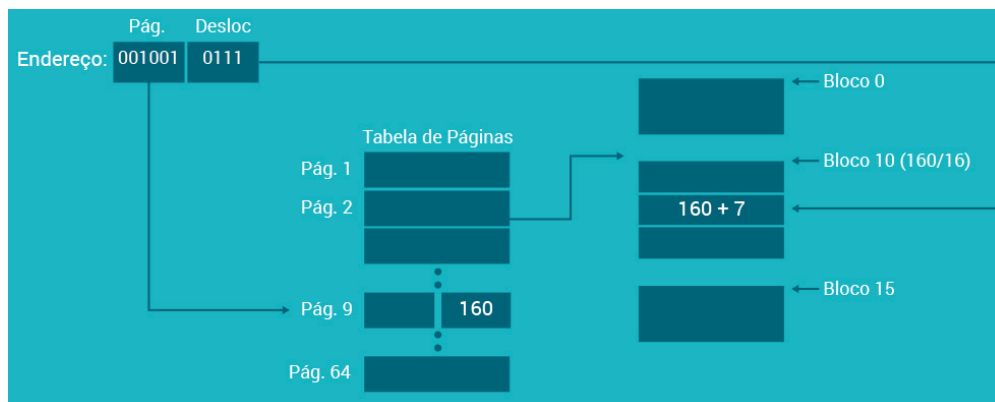 Pág. Desloc
Endereço: 001001 0111
Bloco 0
Tabela de Páginas
Pág. 1
Bloco 10 (160/16)
Pág. 2
160 + 7
Bloco 15
Pág. 9 160
Pág. 64